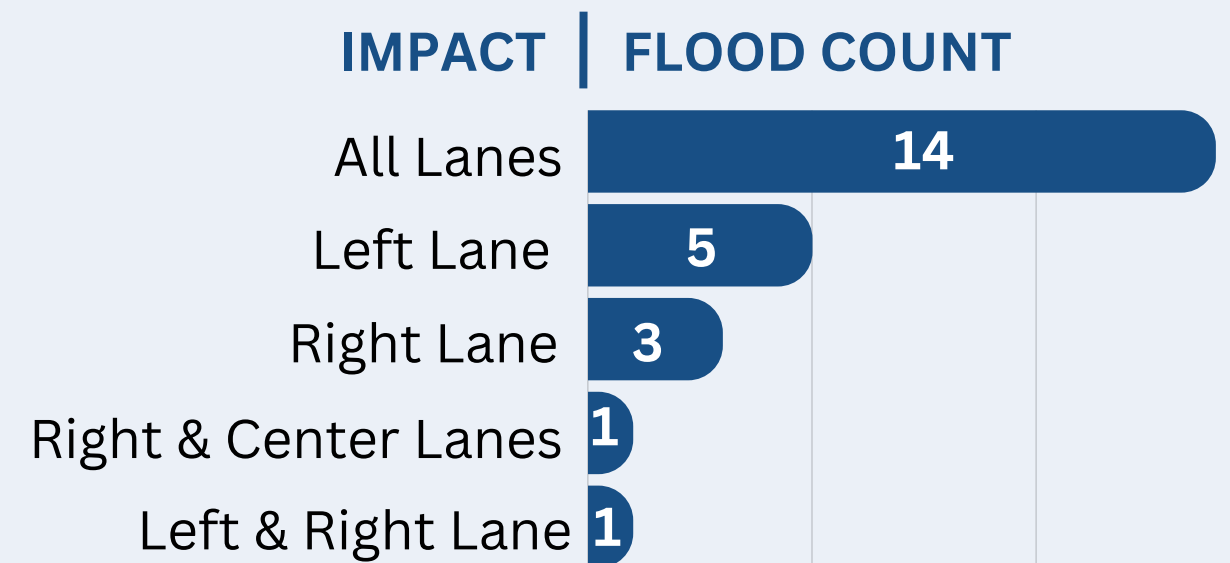 IMPACT | FLOOD COUNT
All Lanes 14
Left Lane 5
Right Lane 3
Right & Center Lanes 1
Left & Right Lane 1